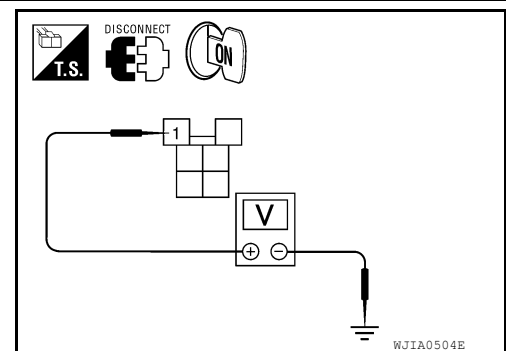 DISCONNECT
T.S.
ON
1
V
+ −
WJIA0504E